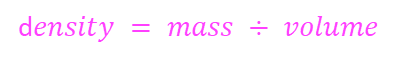 density = mass ÷ volume